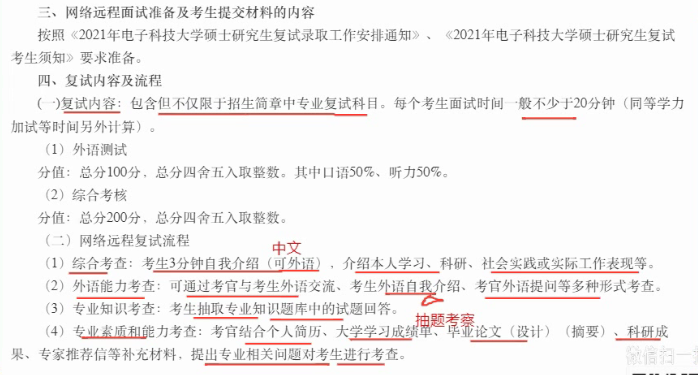 三、网络远程面试准备及考生提交材料的内容
按照《2021年电子科技大学硕士研究生复试录取工作安排通知》、《2021年电子科技大学硕士研究生复试
考生须知》要求准备。
四、复试内容及流程
(一)复试内容：包含但不仅限于招生简章中专业复试科目。每个考生面试时间一般不少于20分钟（同等学力
加试等时间另外计算）。
（1）外语测试
分值：总分100分，总分四舍五入取整数。其中口语50%、听力50%。
（2）综合考核
分值：总分200分，总分四舍五入取整数。
（二）网络远程复试流程
中文
（1）综合考查：考生3分钟自我介绍（可外语），介绍本人学习、科研、社会实践或实际工作表现等。
（2）外语能力考查：可通过考官与考生外语交流、考生外语自我介绍、考官外语提问等多种形式考查。
（3）专业知识考查：考生抽取专业知识题库中的试题回答。
抽题考察
（4）专业素质和能力考查：考官结合个人简历、大学学习成绩单、毕业论文（设计）（摘要）、科研成
果、专家推荐信等补充材料，提出专业相关问题对考生进行考查。
微信扫一